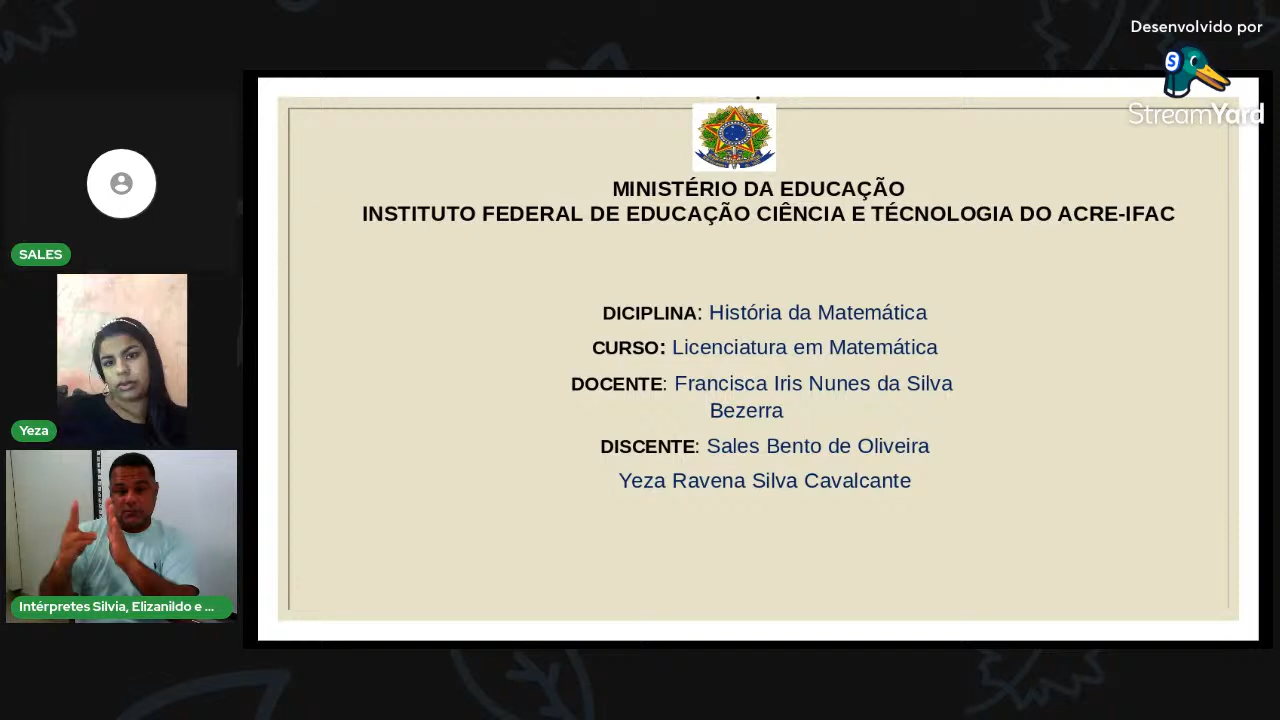 Desenvolvido por
StreamYard
MINISTÉRIO DA EDUCAÇÃO
INSTITUTO FEDERAL DE EDUCAÇÃO CIÊNCIA E TÉCNOLOGIA DO ACRE-IFAC
DICIPLINA: História da Matemática
CURSO: Licenciatura em Matemática
DOCENTE: Francisca Iris Nunes da Silva
Bezerra
DISCENTE: Sales Bento de Oliveira
Yeza Ravena Silva Cavalcante
SALES
Yeza
Intérpretes Silvia, Elizanildo e ...